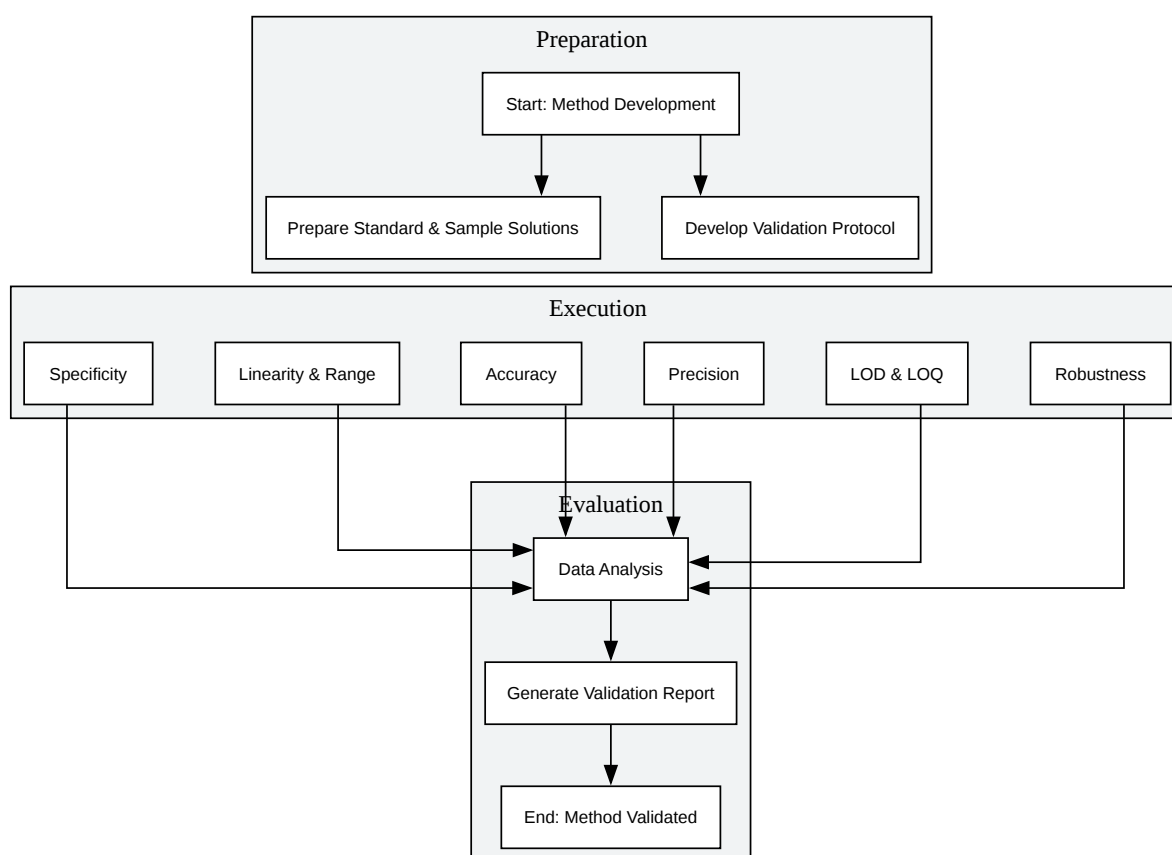 Preparation
Start: Method Development
Prepare Standard & Sample Solutions
Develop Validation Protocol
Execution
Specificity
Linearity & Range
Accuracy
Precision
LOD & LOQ
Robustness
Evaluation
Data Analysis
Generate Validation Report
End: Method Validated